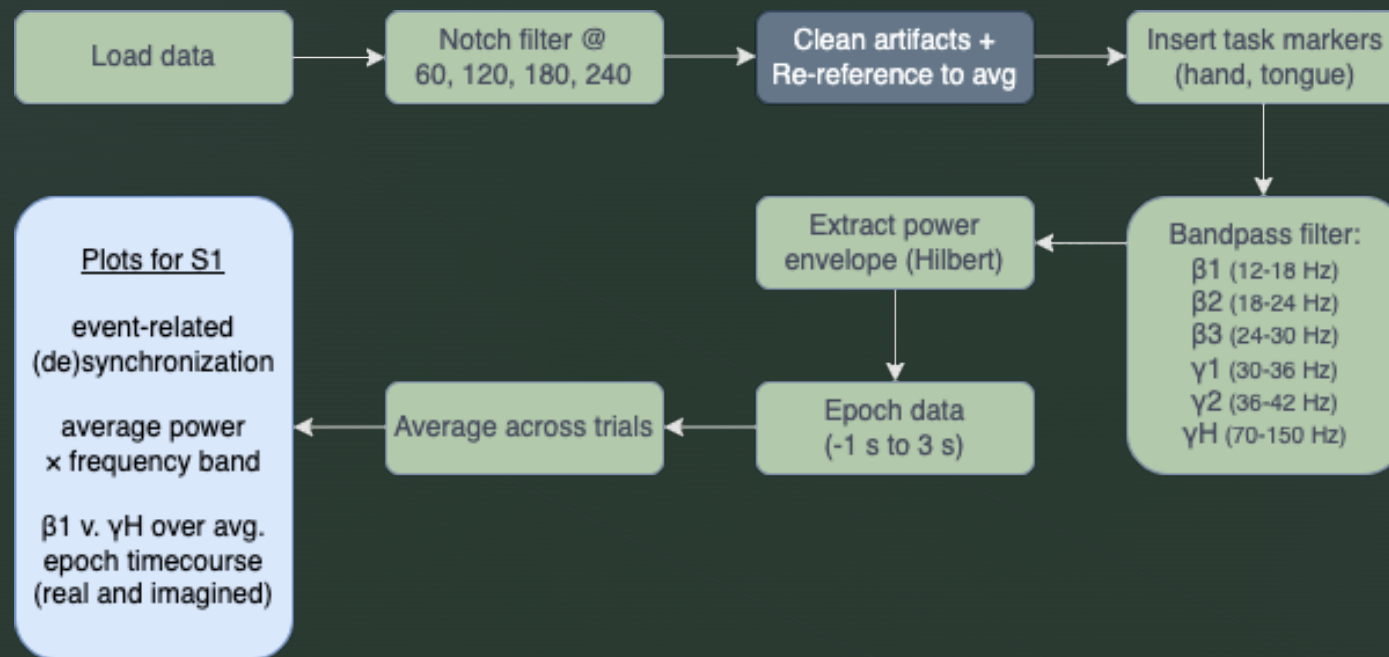 Load data
Notch filter @
60, 120, 180, 240
Clean artifacts +
Re-reference to avg
Insert task markers
(hand, tongue)
Bandpass filter:
β1 (12-18 Hz)
β2 (18-24 Hz)
β3 (24-30 Hz)
γ1 (30-36 Hz)
γ2 (36-42 Hz)
γH (70-150 Hz)
Extract power
envelope (Hilbert)
Epoch data
(-1 s to 3 s)
Average across trials
Plots for S1
event-related
(de)synchronization
average power
× frequency band
β1 v. γH over avg.
epoch timecourse
(real and imagined)